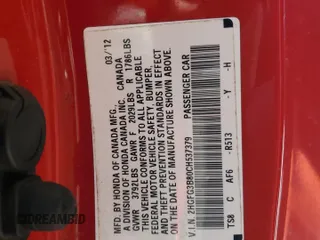 MFD. BY HONDA OF CANADA MFG.,
A DIVISION OF HONDA CANADA INC. CANADA 03/12
GVWR 3792LBS GAWR F 2029LBS R 1786LBS
THIS VEHICLE CONFORMS TO ALL APPLICABLE
FEDERAL MOTOR VEHICLE SAFETY, BUMPER,
AND THEFT PREVENTION STANDARDS IN EFFECT
ON THE DATE OF MANUFACTURE SHOWN ABOVE.
V.I.N. 2HGFG3B80CH537379 PASSENGER CAR
TS8 C AF6 -R513 -Y -H
DREAMBID